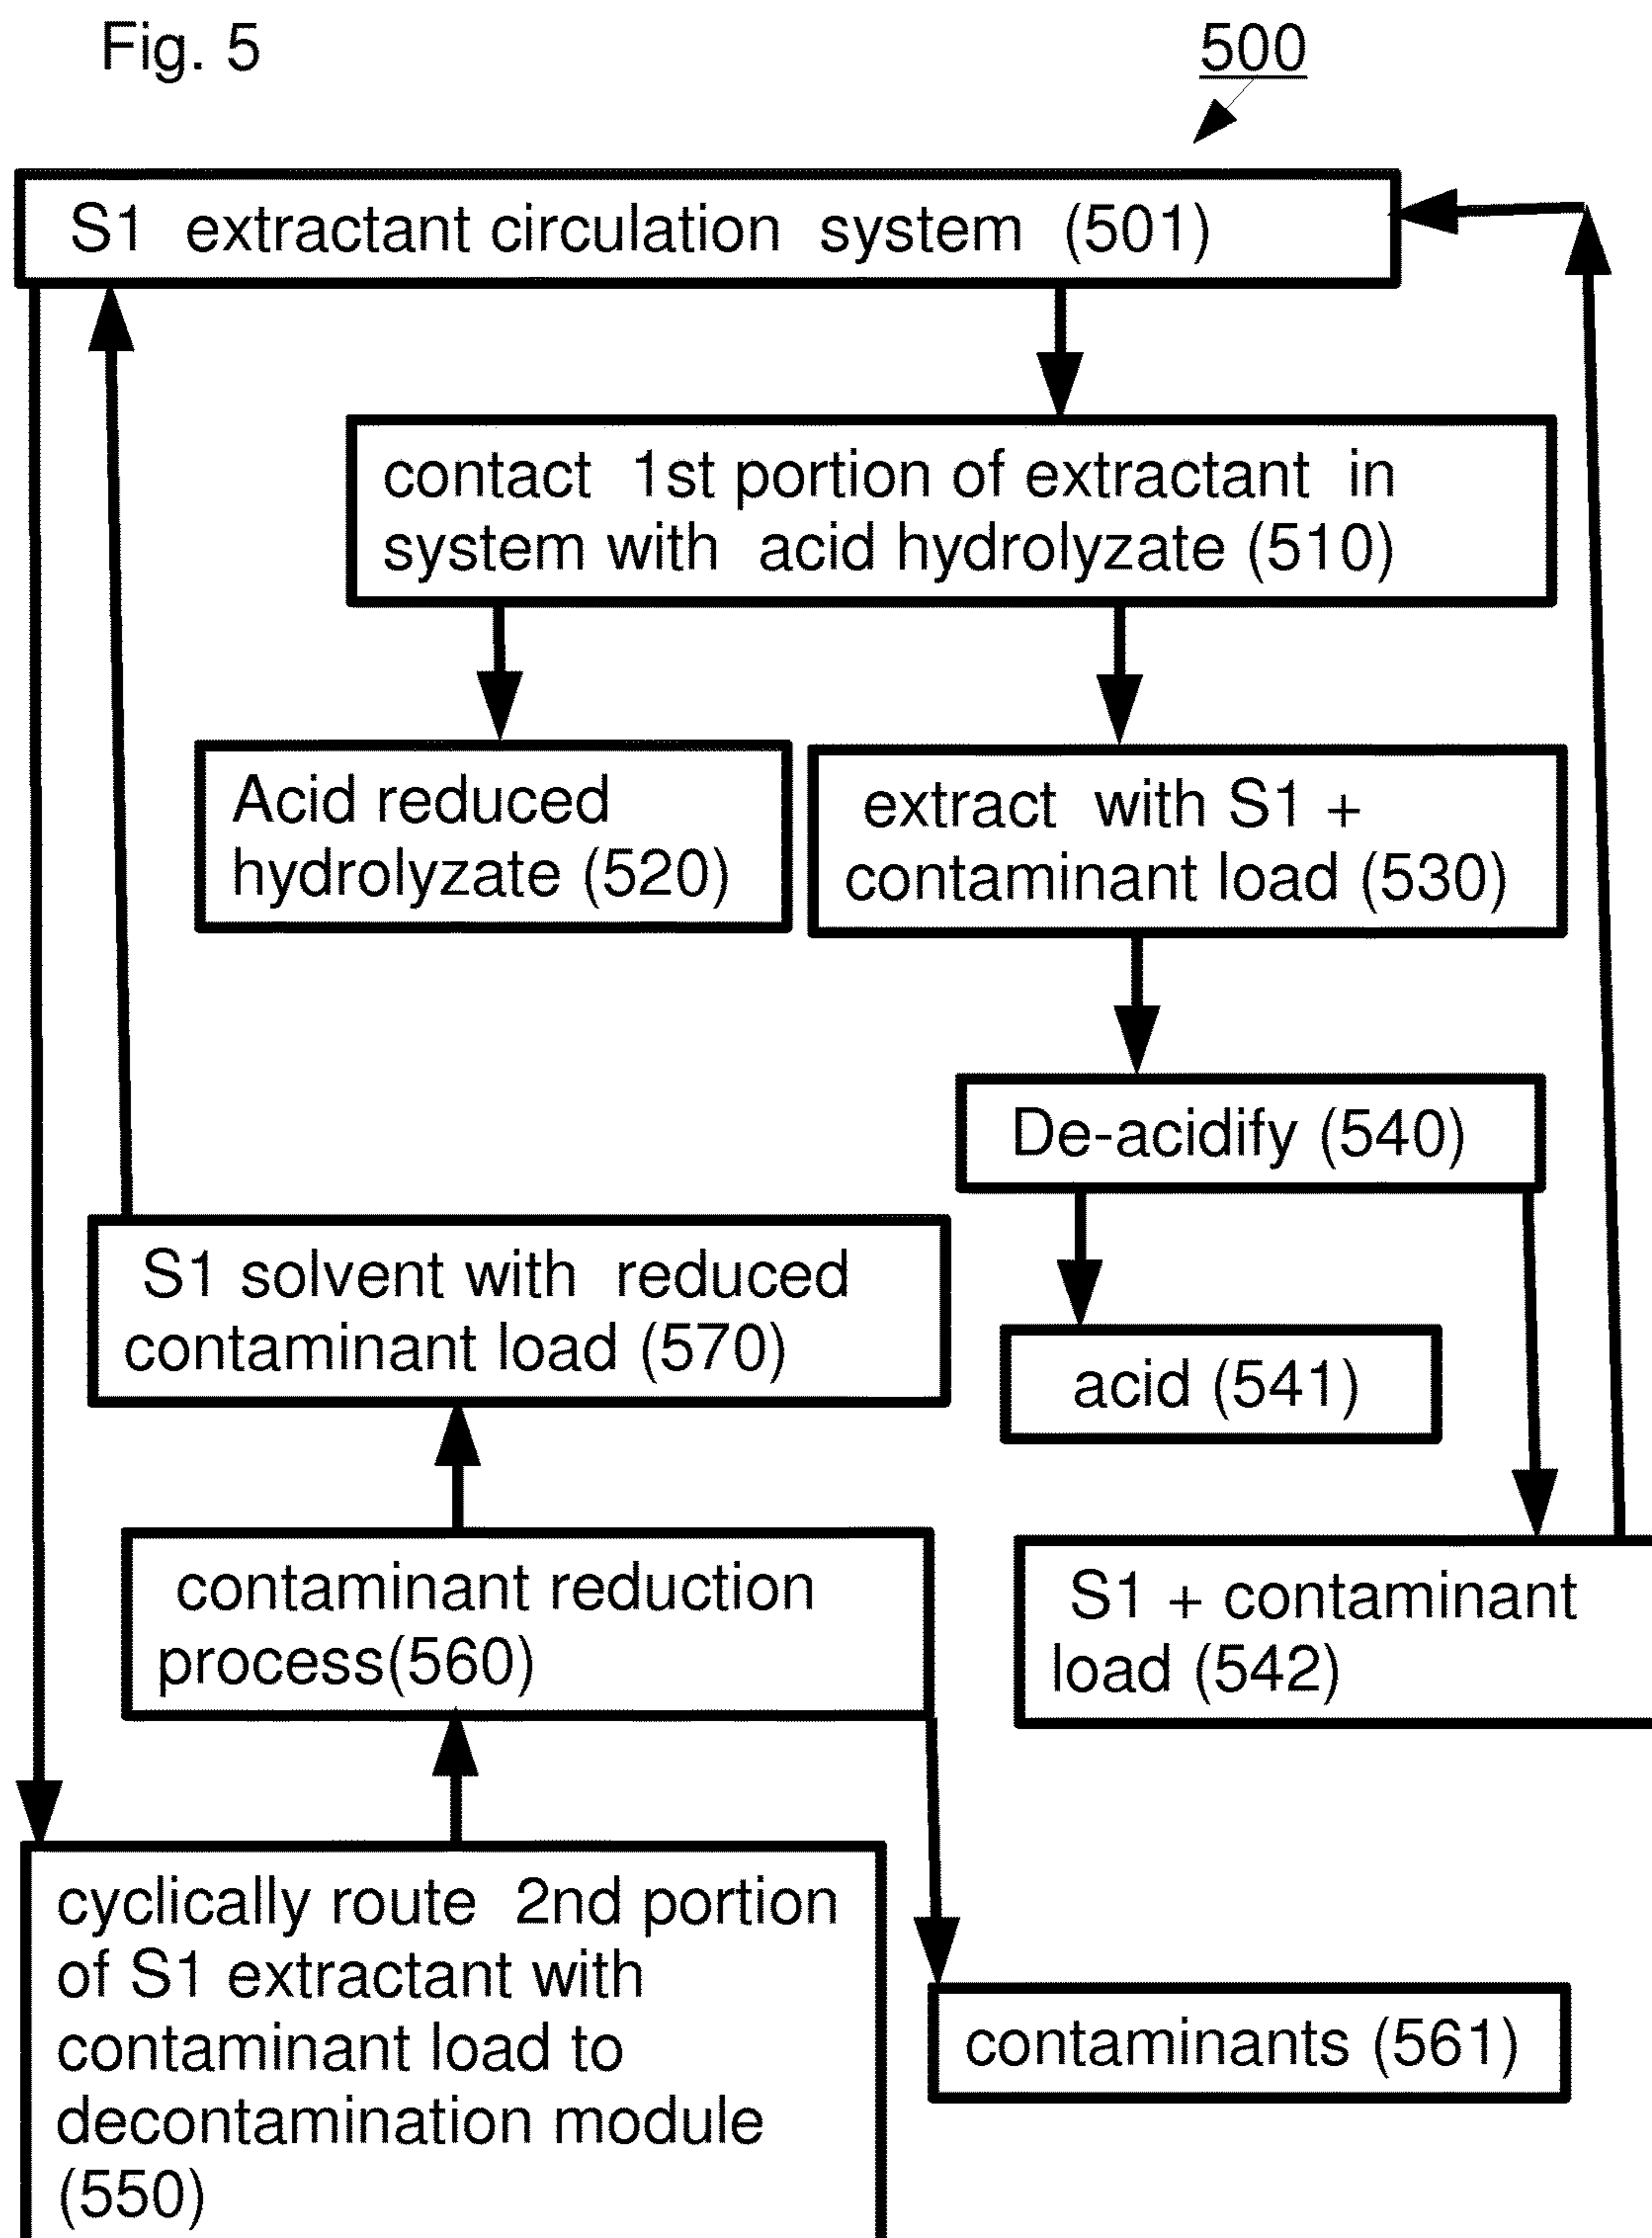 Fig. 5
500
S1 extractant circulation system (501)
contact 1st portion of extractant in
system with acid hydrolyzate (510)
Acid reduced
hydrolyzate (520)
extract with S1 +
contaminant load (530)
De-acidify (540)
S1 solvent with reduced
contaminant load (570)
acid (541)
contaminant reduction
process(560)
S1 + contaminant
load (542)
cyclically route 2nd portion
of S1 extractant with
contaminant load to
decontamination module
(550)
contaminants (561)